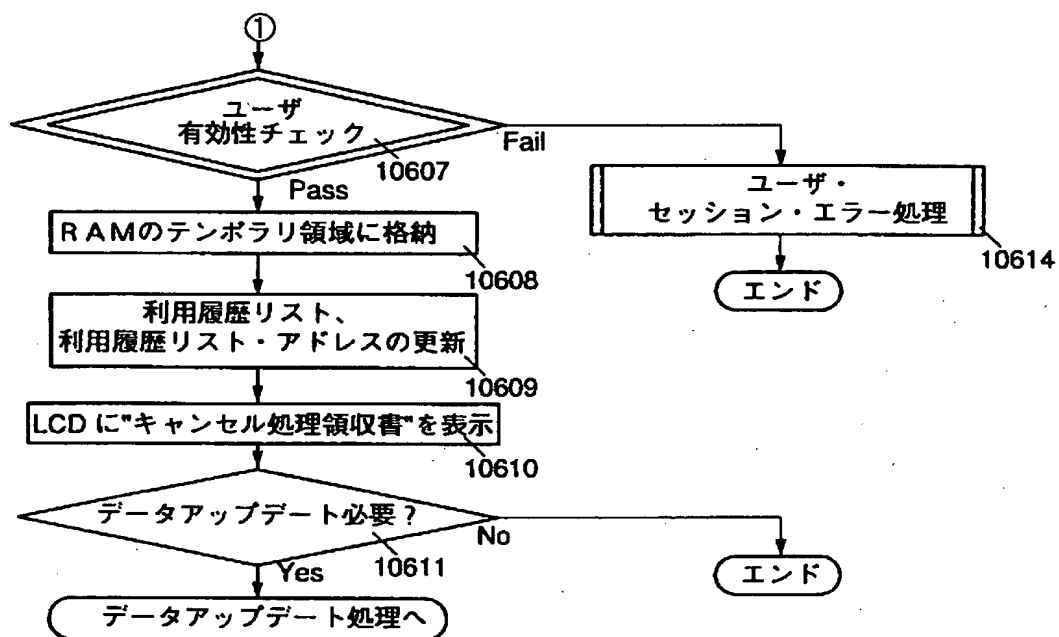 ①
ユーザ
有効性チェック
10607
Fail
Pass
ユーザ・
セッション・エラー処理
10614
エンド
RAMのテンポラリ領域に格納
10608
利用履歴リスト、
利用履歴リスト・アドレスの更新
10609
LCDに"キャンセル処理領収書"を表示
10610
データアップデート必要?
10611
No
Yes
エンド
データアップデート処理へ